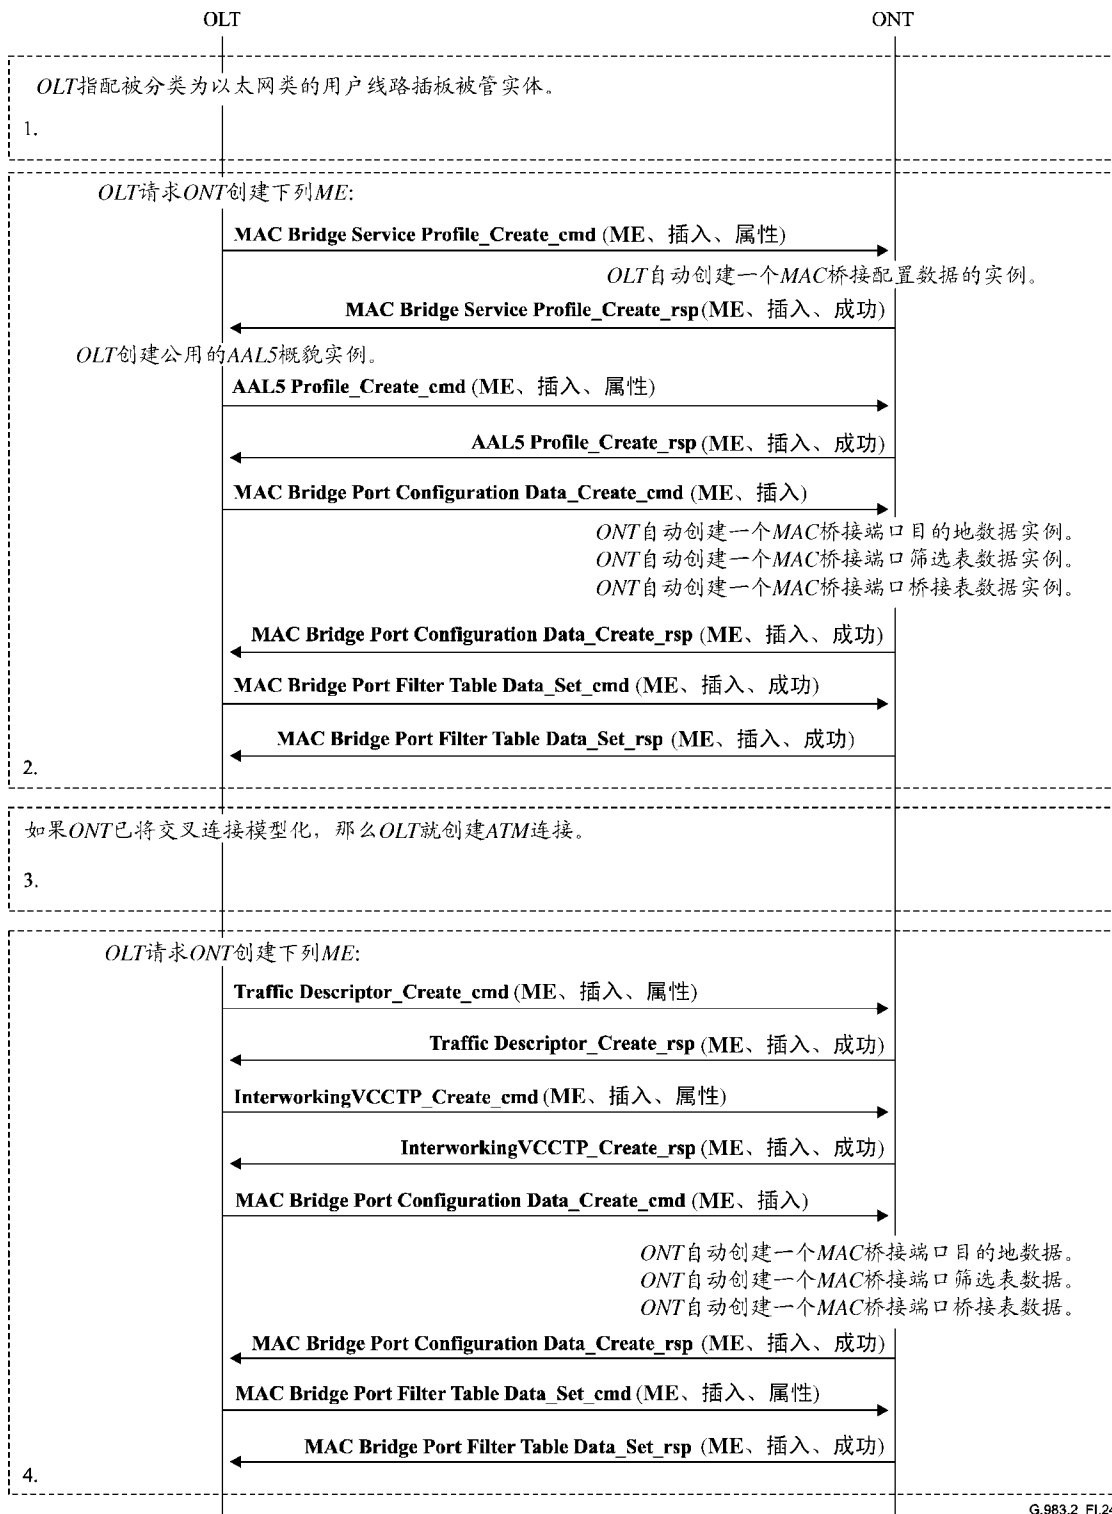 OLT
ONT
OLT指配被分类为以太网类的用户线路插板被管实体。
1.
OLT请求ONT创建下列ME:
MAC Bridge Service Profile_Create_cmd (ME、插入、属性)
OLT自动创建一个MAC桥接配置数据的实例。
MAC Bridge Service Profile_Create_rsp (ME、插入、成功)
OLT创建公用的AAL5概貌实例。
AAL5 Profile_Create_cmd (ME、插入、属性)
AAL5 Profile_Create_rsp (ME、插入、成功)
MAC Bridge Port Configuration Data_Create_cmd (ME、插入)
ONT自动创建一个MAC桥接端口目的地数据实例。
ONT自动创建一个MAC桥接端口筛选表数据实例。
ONT自动创建一个MAC桥接端口桥接表数据实例。
MAC Bridge Port Configuration Data_Create_rsp (ME、插入、成功)
MAC Bridge Port Filter Table Data_Set_cmd (ME、插入、成功)
MAC Bridge Port Filter Table Data_Set_rsp (ME、插入、成功)
2.
如果ONT已将交叉连接模型化，那么OLT就创建ATM连接。
3.
OLT请求ONT创建下列ME:
Traffic Descriptor_Create_cmd (ME、插入、属性)
Traffic Descriptor_Create_rsp (ME、插入、成功)
InterworkingVCCTP_Create_cmd (ME、插入、属性)
InterworkingVCCTP_Create_rsp (ME、插入、成功)
MAC Bridge Port Configuration Data_Create_cmd (ME、插入)
ONT自动创建一个MAC桥接端口目的地数据。
ONT自动创建一个MAC桥接端口筛选表数据。
ONT自动创建一个MAC桥接端口桥接表数据。
MAC Bridge Port Configuration Data_Create_rsp (ME、插入、成功)
MAC Bridge Port Filter Table Data_Set_cmd (ME、插入、属性)
MAC Bridge Port Filter Table Data_Set_rsp (ME、插入、成功)
4.
G.983.2_FI.24